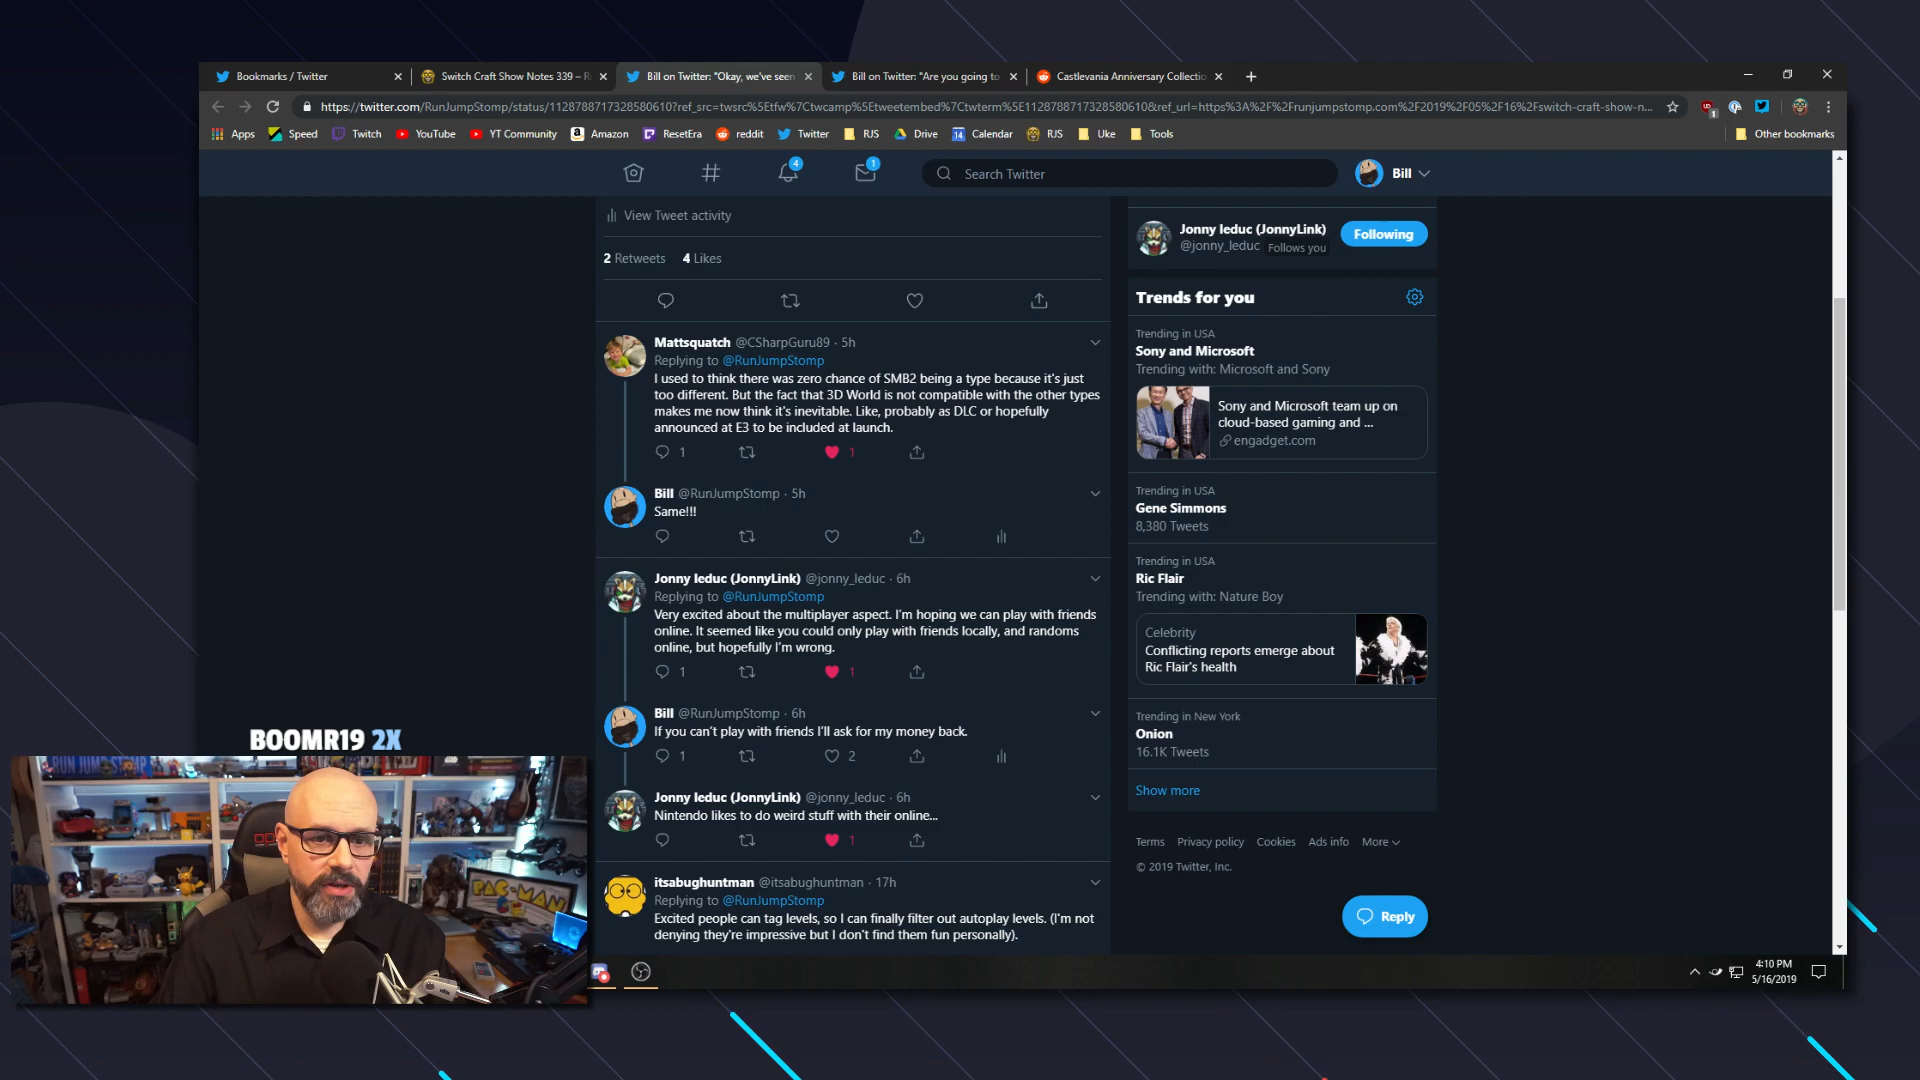 Bookmarks / Twitter
Switch Craft Show Notes 339 – R
Bill on Twitter: "Okay, we've seen
Bill on Twitter: "Are you going to
Castlevania Anniversary Collectio
https://twitter.com/RunJumpStomp/status/1128788717328580610?ref_src=twsrc%5Etfw%7Ctwcamp%5Etweetembed%7Ctwterm%5E1128788717328580610&ref_url=https%3A%2F%2Frunjumpstomp.com%2F2019%2F05%2F16%2Fswitch-craft-show-n...
Apps
Speed
Twitch
YouTube
YT Community
Amazon
ResetEra
reddit
Twitter
RJS
Drive
14
Calendar
RJS
Uke
Tools
Other bookmarks
4
1
Search Twitter
Bill
View Tweet activity
2 Retweets 4 Likes
Mattsquatch @CSharpGuru89 · 5h
Replying to @RunJumpStomp
I used to think there was zero chance of SMB2 being a type because it's just
too different. But the fact that 3D World is not compatible with the other types
makes me now think it's inevitable. Like, probably as DLC or hopefully
announced at E3 to be included at launch.
1
1
Bill @RunJumpStomp · 5h
Same!!!
Jonny leduc (JonnyLink) @jonny_leduc · 6h
Replying to @RunJumpStomp
Very excited about the multiplayer aspect. I'm hoping we can play with friends
online. It seemed like you could only play with friends locally, and randoms
online, but hopefully I'm wrong.
1
1
Bill @RunJumpStomp · 6h
If you can't play with friends I'll ask for my money back.
1
2
Jonny leduc (JonnyLink) @jonny_leduc · 6h
Nintendo likes to do weird stuff with their online...
1
itsabughuntman @itsabughuntman · 17h
Replying to @RunJumpStomp
Excited people can tag levels, so I can finally filter out autoplay levels. (I'm not
denying they're impressive but I don't find them fun personally).
Jonny leduc (JonnyLink)
@jonny_leduc Follows you
Following
Trends for you
Trending in USA
Sony and Microsoft
Trending with: Microsoft and Sony
Sony and Microsoft team up on
cloud-based gaming and ...
engadget.com
Trending in USA
Gene Simmons
8,380 Tweets
Trending in USA
Ric Flair
Trending with: Nature Boy
Celebrity
Conflicting reports emerge about
Ric Flair's health
Trending in New York
Onion
16.1K Tweets
Show more
Terms Privacy policy Cookies Ads info More
© 2019 Twitter, Inc.
Reply
BOOMR19 2X
RUN JUMP STOMP
PAC-MAN
4:10 PM
5/16/2019